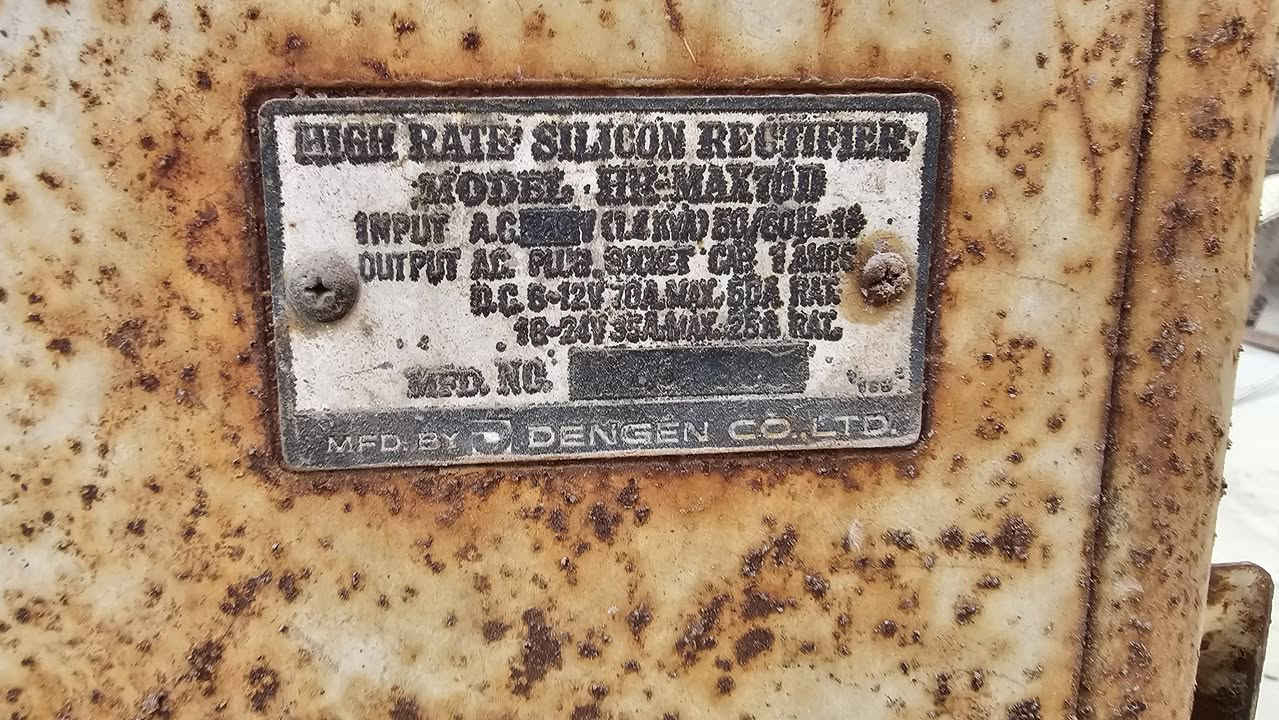 HIGH RATE SILICON RECTIFIER
MODEL HR-MAX70D
INPUT A.C. V (1.4 KVA) 50/60Hz 1ϕ
OUTPUT A.C. PLUG SOCKET CAP. 1 AMPS
D.C. 6~12V 70A.MAX. 50A RAT.
18~24V 35A.MAX. 25A RAT.
MFD. NO.
MFD. BY DENGEN CO.,LTD.